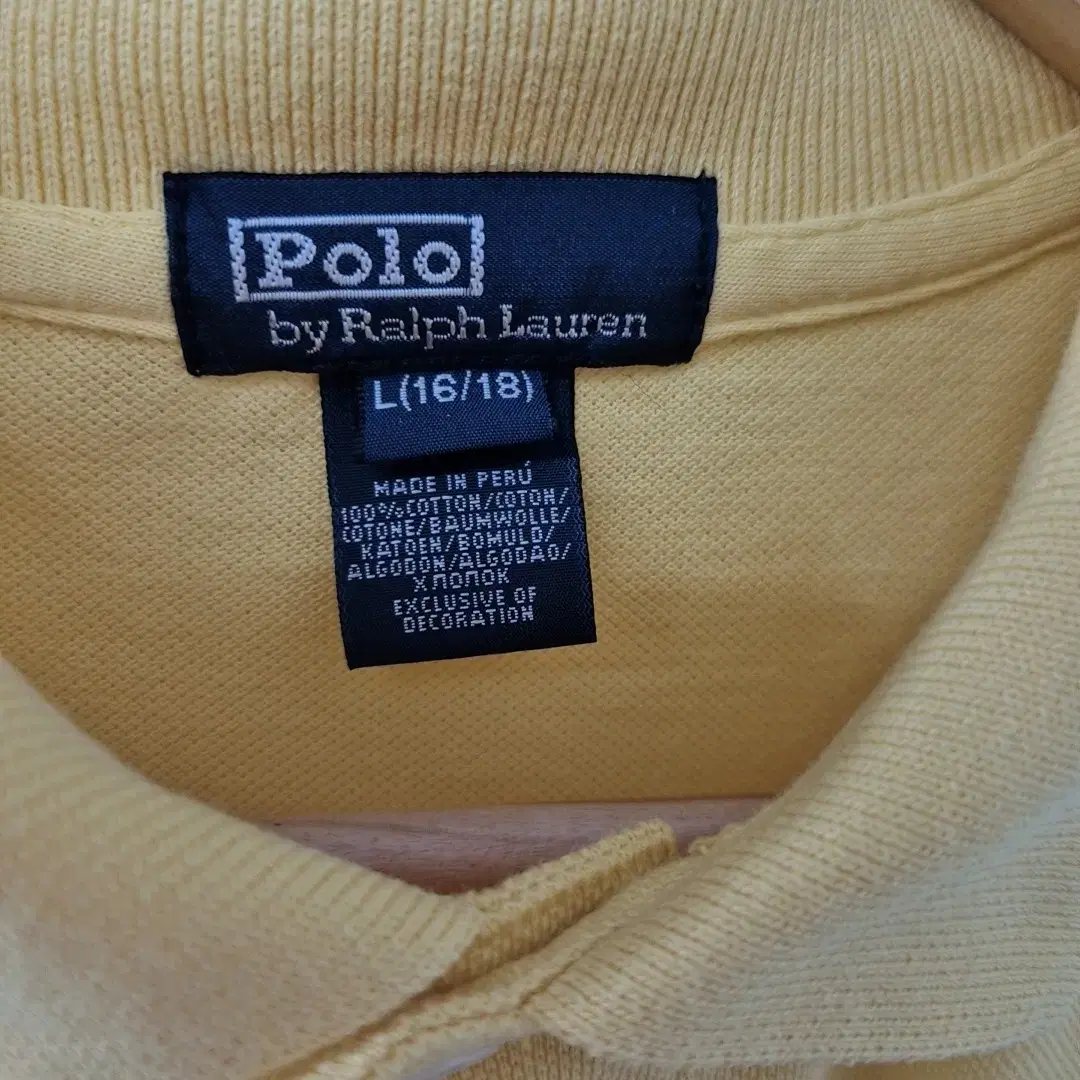 Polo
by Ralph Lauren
L(16/18)
MADE IN PERÚ
100%COTTON/COTON/
COTONE/BAUMWOLLE/
KATOEN/BOMULD/
ALGODON/ALGODAO/
ХЛОПОК
EXCLUSIVE OF
DECORATION